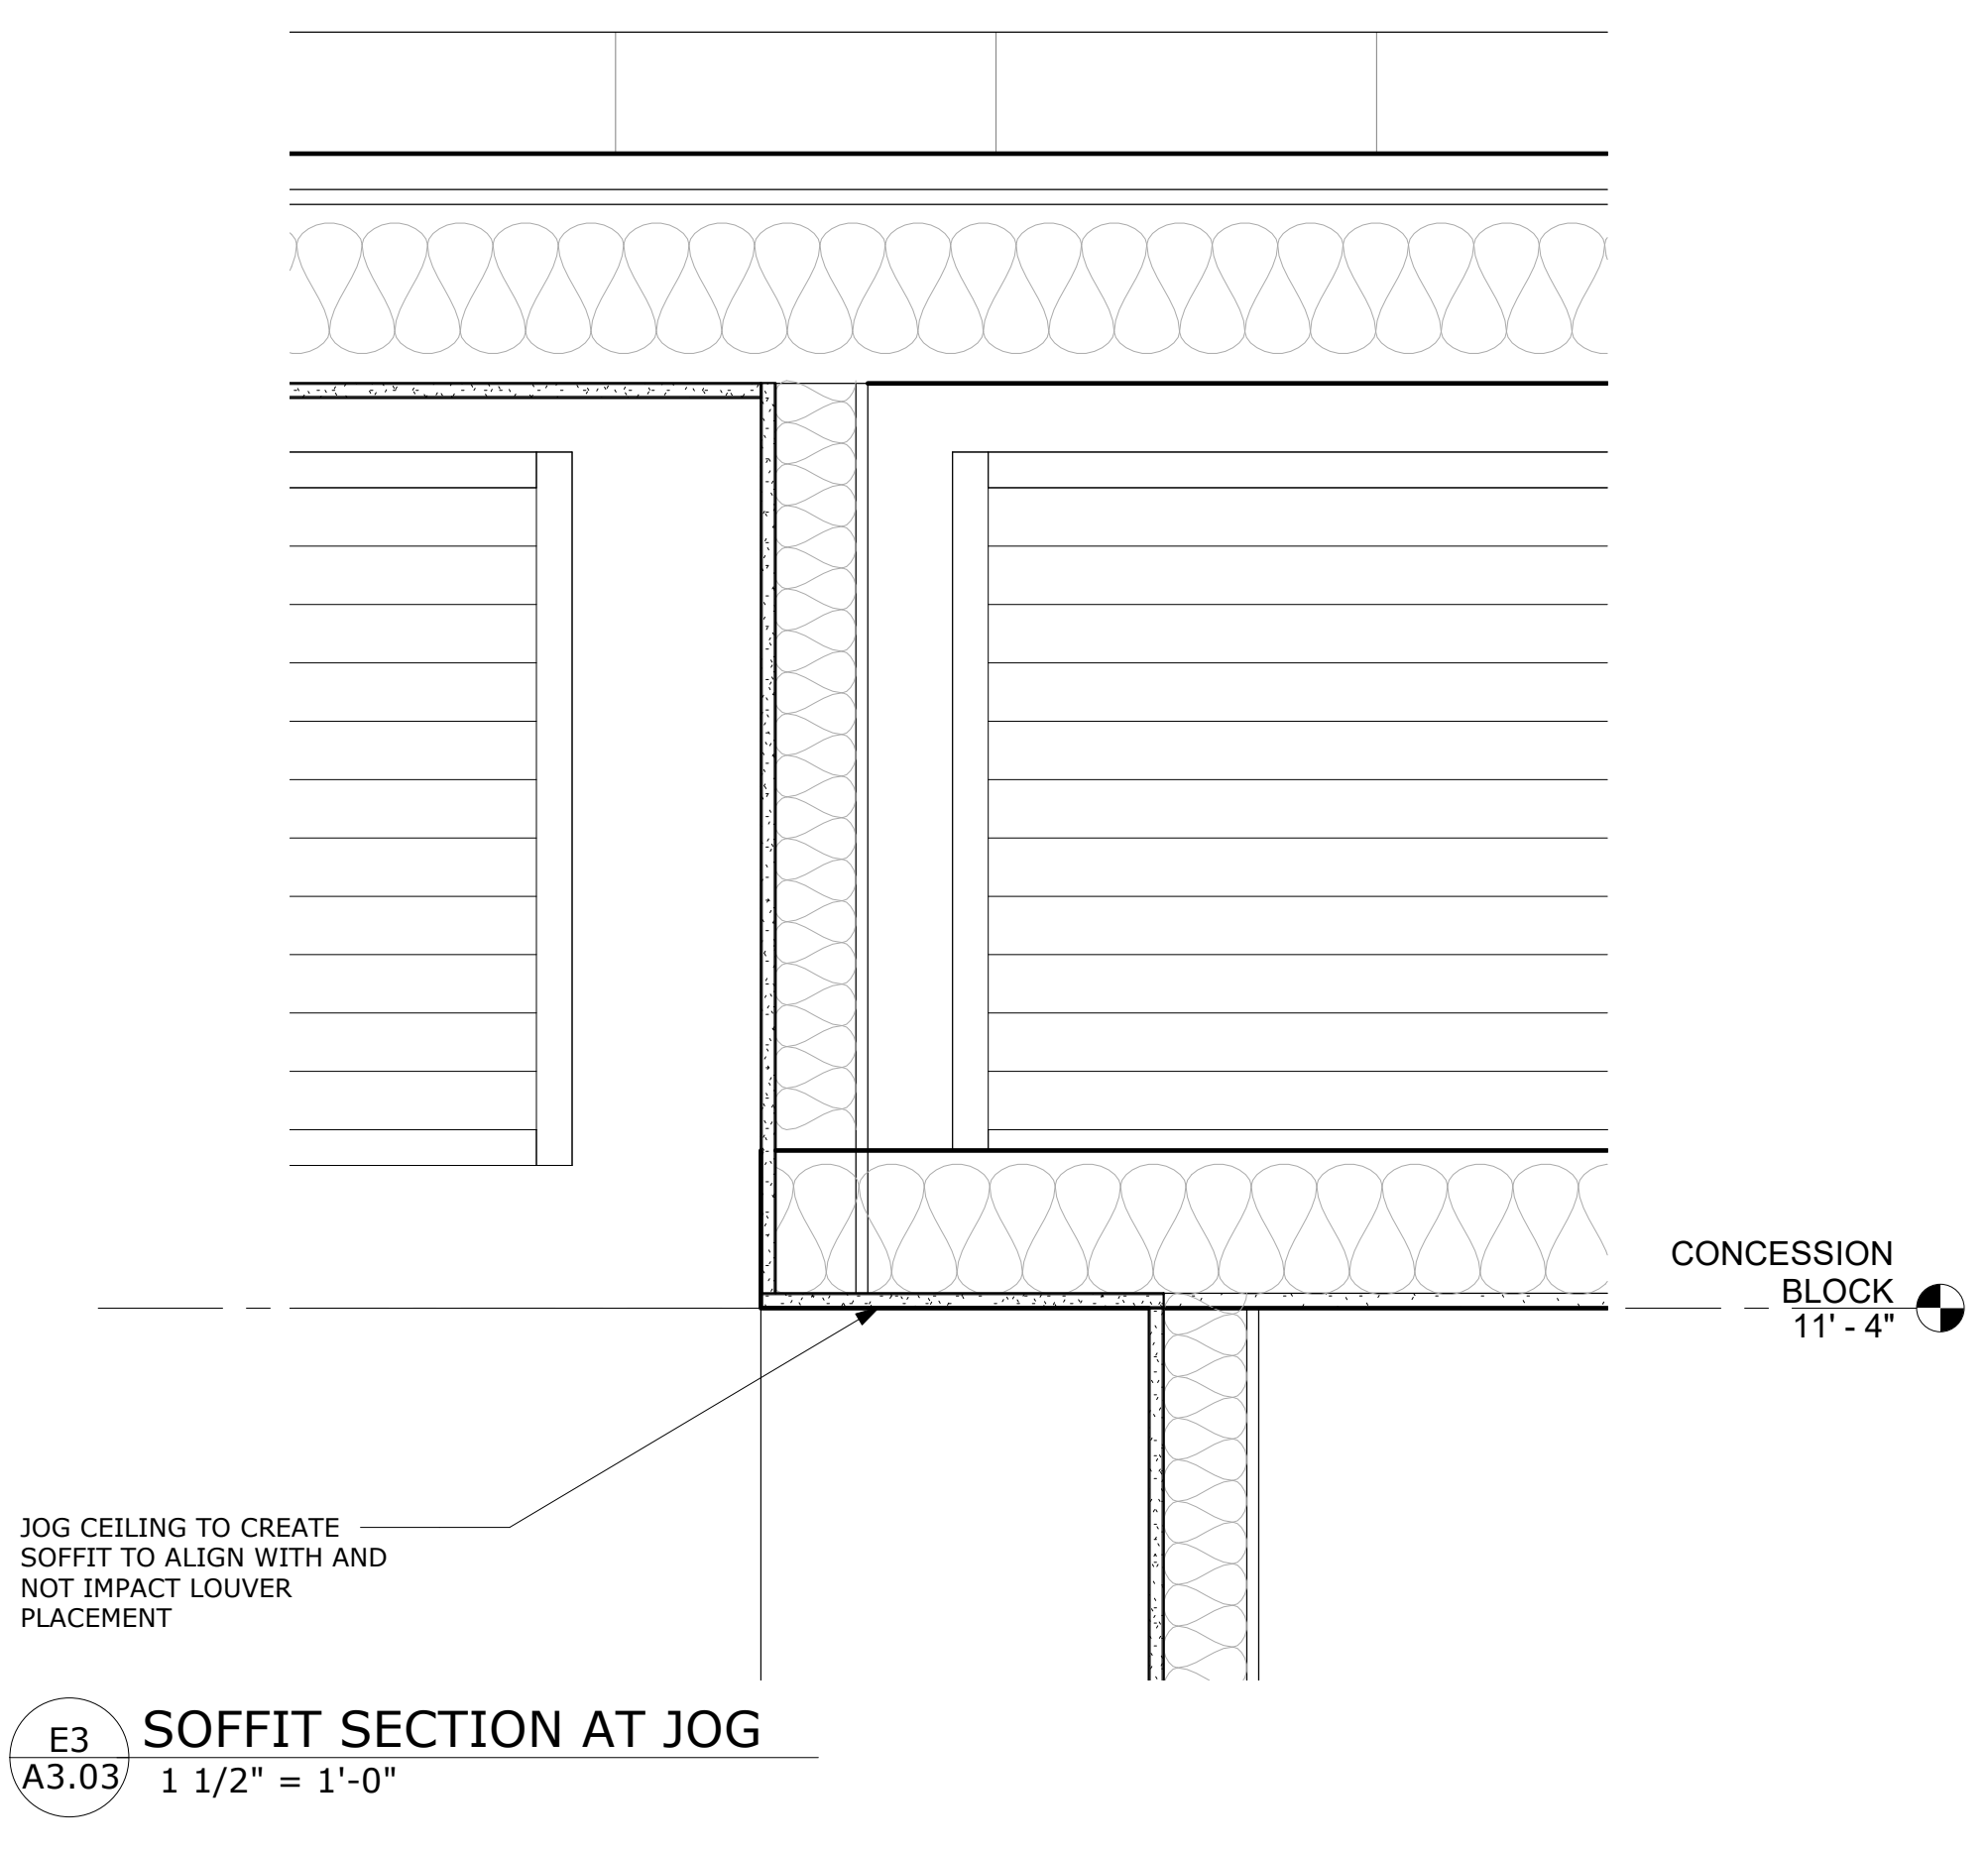 CONCESSION
BLOCK
11' - 4"
JOG CEILING TO CREATE
SOFFIT TO ALIGN WITH AND
NOT IMPACT LOUVER
PLACEMENT
E3
A3.03
SOFFIT SECTION AT JOG
1 1/2" = 1'-0"